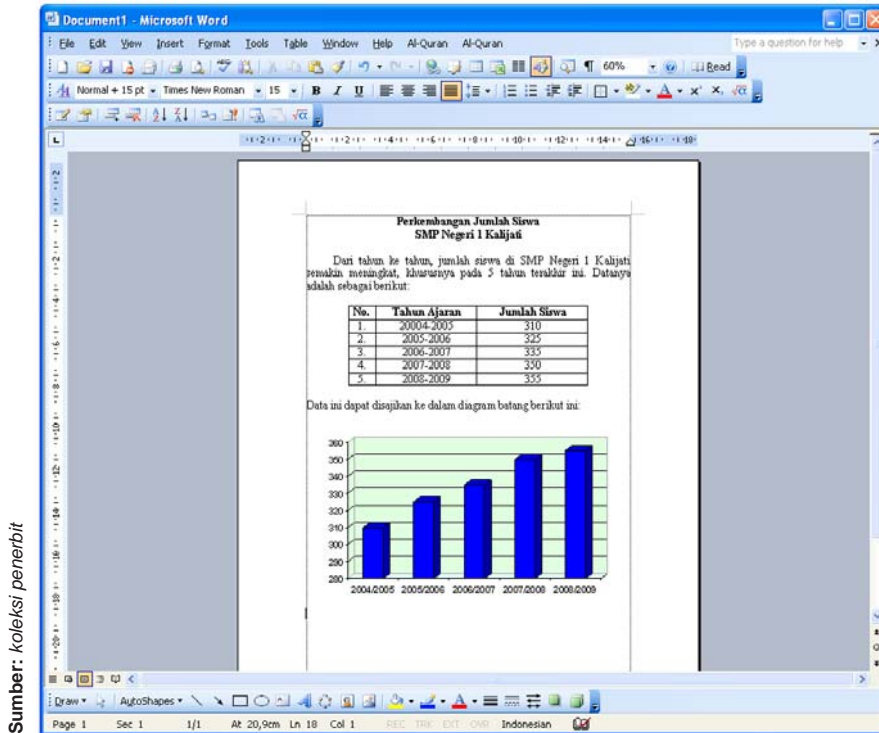 Document1 - Microsoft Word
File Edit View Insert Format Tools Table Window Help Al-Quran Al-Quran
Type a question for help
60%
Read
Normal + 15 pt Times New Roman 15 B I U
Perkembangan Jumlah Siswa
SMP Negeri 1 Kalijati
Dari tahun ke tahun, jumlah siswa di SMP Negeri 1 Kalijati
semakin meningkat, khususnya pada 5 tahun terakhir ini. Datanya
adalah sebagai berikut:
No. Tahun Ajaran Jumlah Siswa
1. 20004-2005 310
2. 2005-2006 325
3. 2006-2007 335
4. 2007-2008 350
5. 2008-2009 355
Data ini dapat disajikan ke dalam diagram batang berikut ini:
360
350
340
330
320
310
300
290
280
2004/2005 2005/2006 2006/2007 2007/2008 2008/2009
Draw AutoShapes
Page 1 Sec 1 1/1 At 20,9cm Ln 18 Col 1 REC TRK EXT OVR Indonesian
Sumber: koleksi penerbit